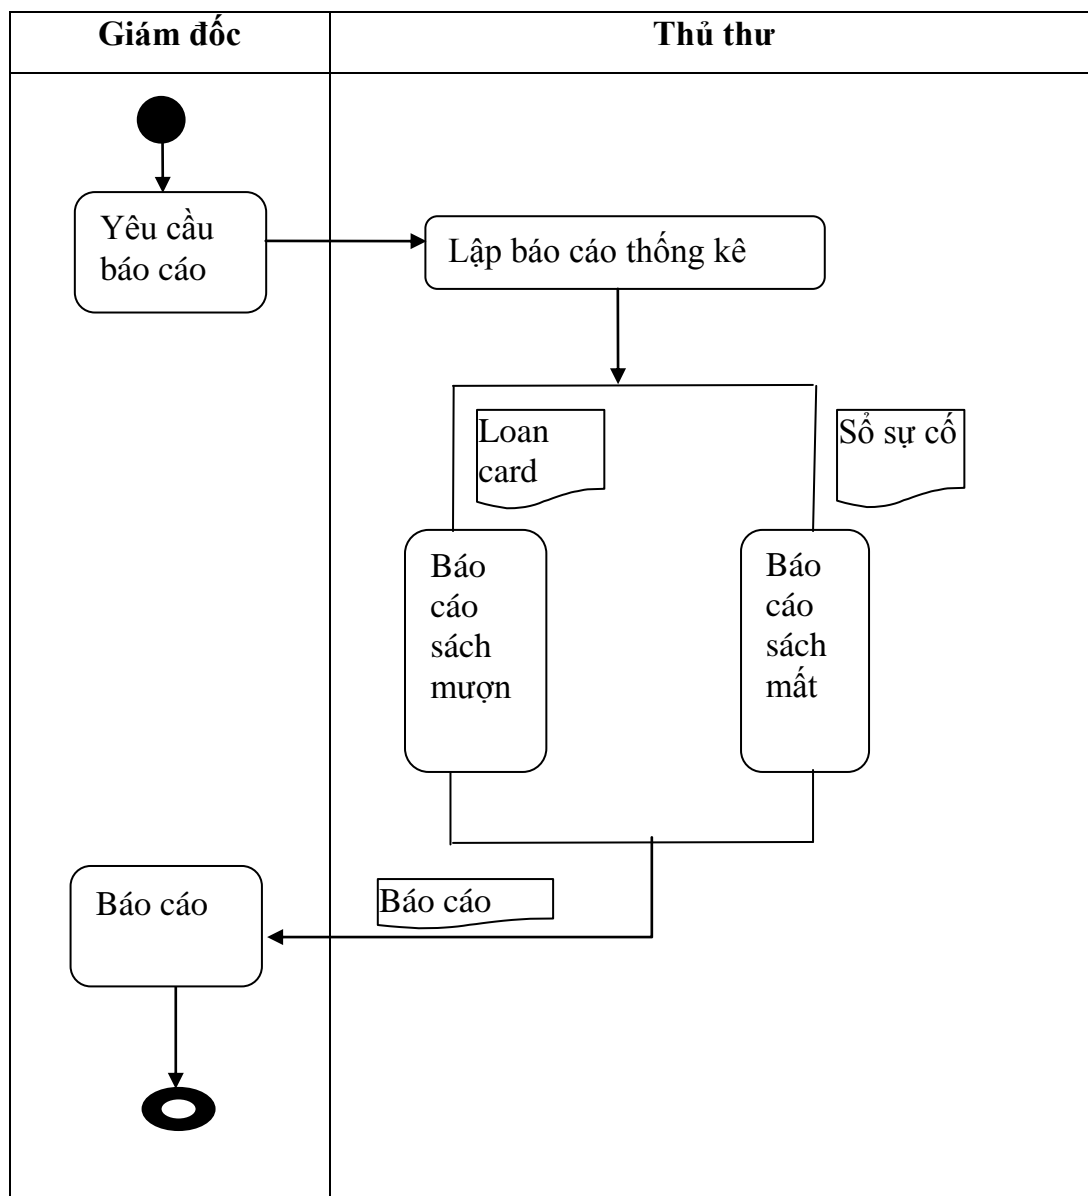 Giám đốc
Thủ thư
Yêu cầu
báo cáo
Lập báo cáo thống kê
Loan
card
Sổ sự cố
Báo
cáo
sách
mượn
Báo
cáo
sách
mất
Báo cáo
Báo cáo